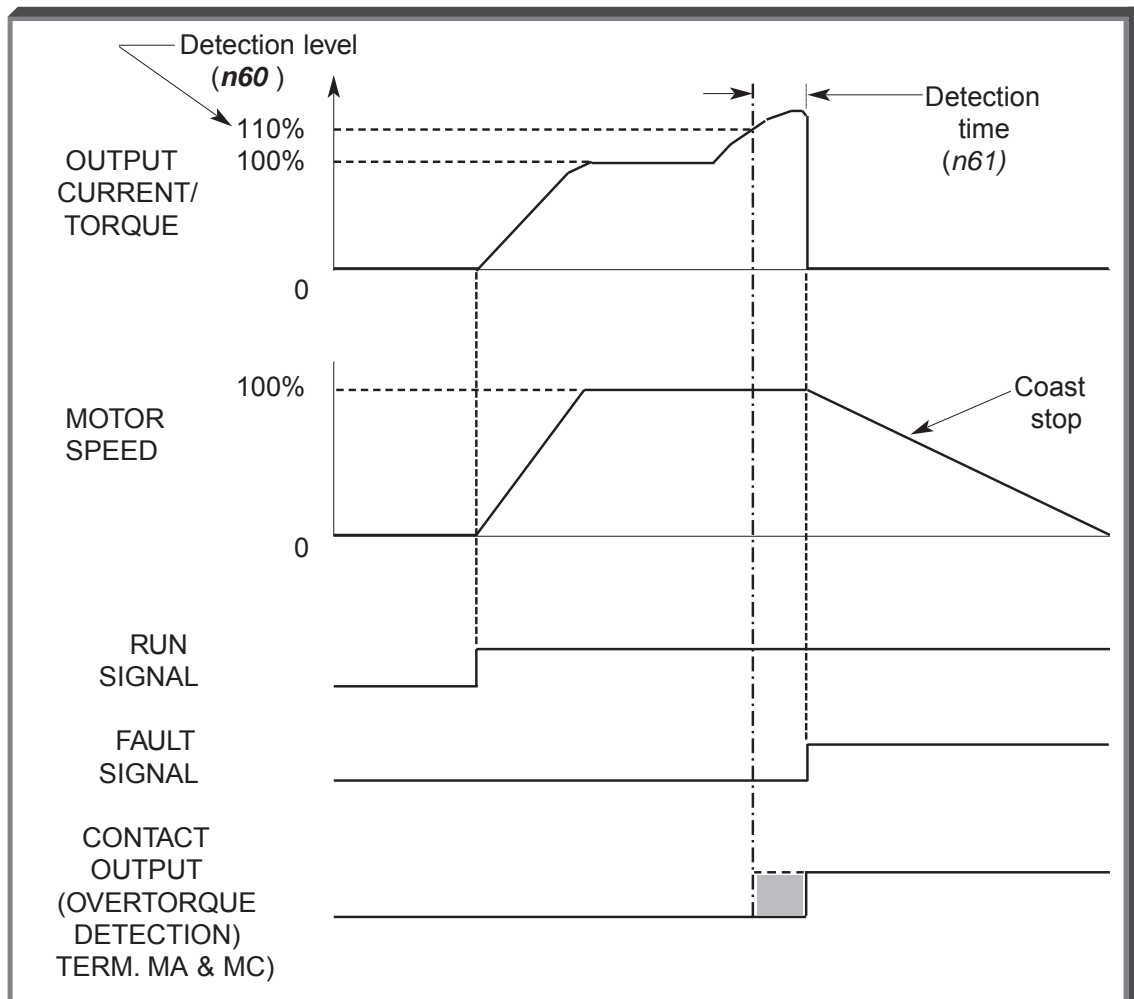 Detection level
(n60 )
110%
100%
OUTPUT
CURRENT/
TORQUE
0
Detection
time
(n61)
100%
MOTOR
SPEED
0
Coast
stop
RUN
SIGNAL
FAULT
SIGNAL
CONTACT
OUTPUT
(OVERTORQUE
DETECTION)
TERM. MA & MC)